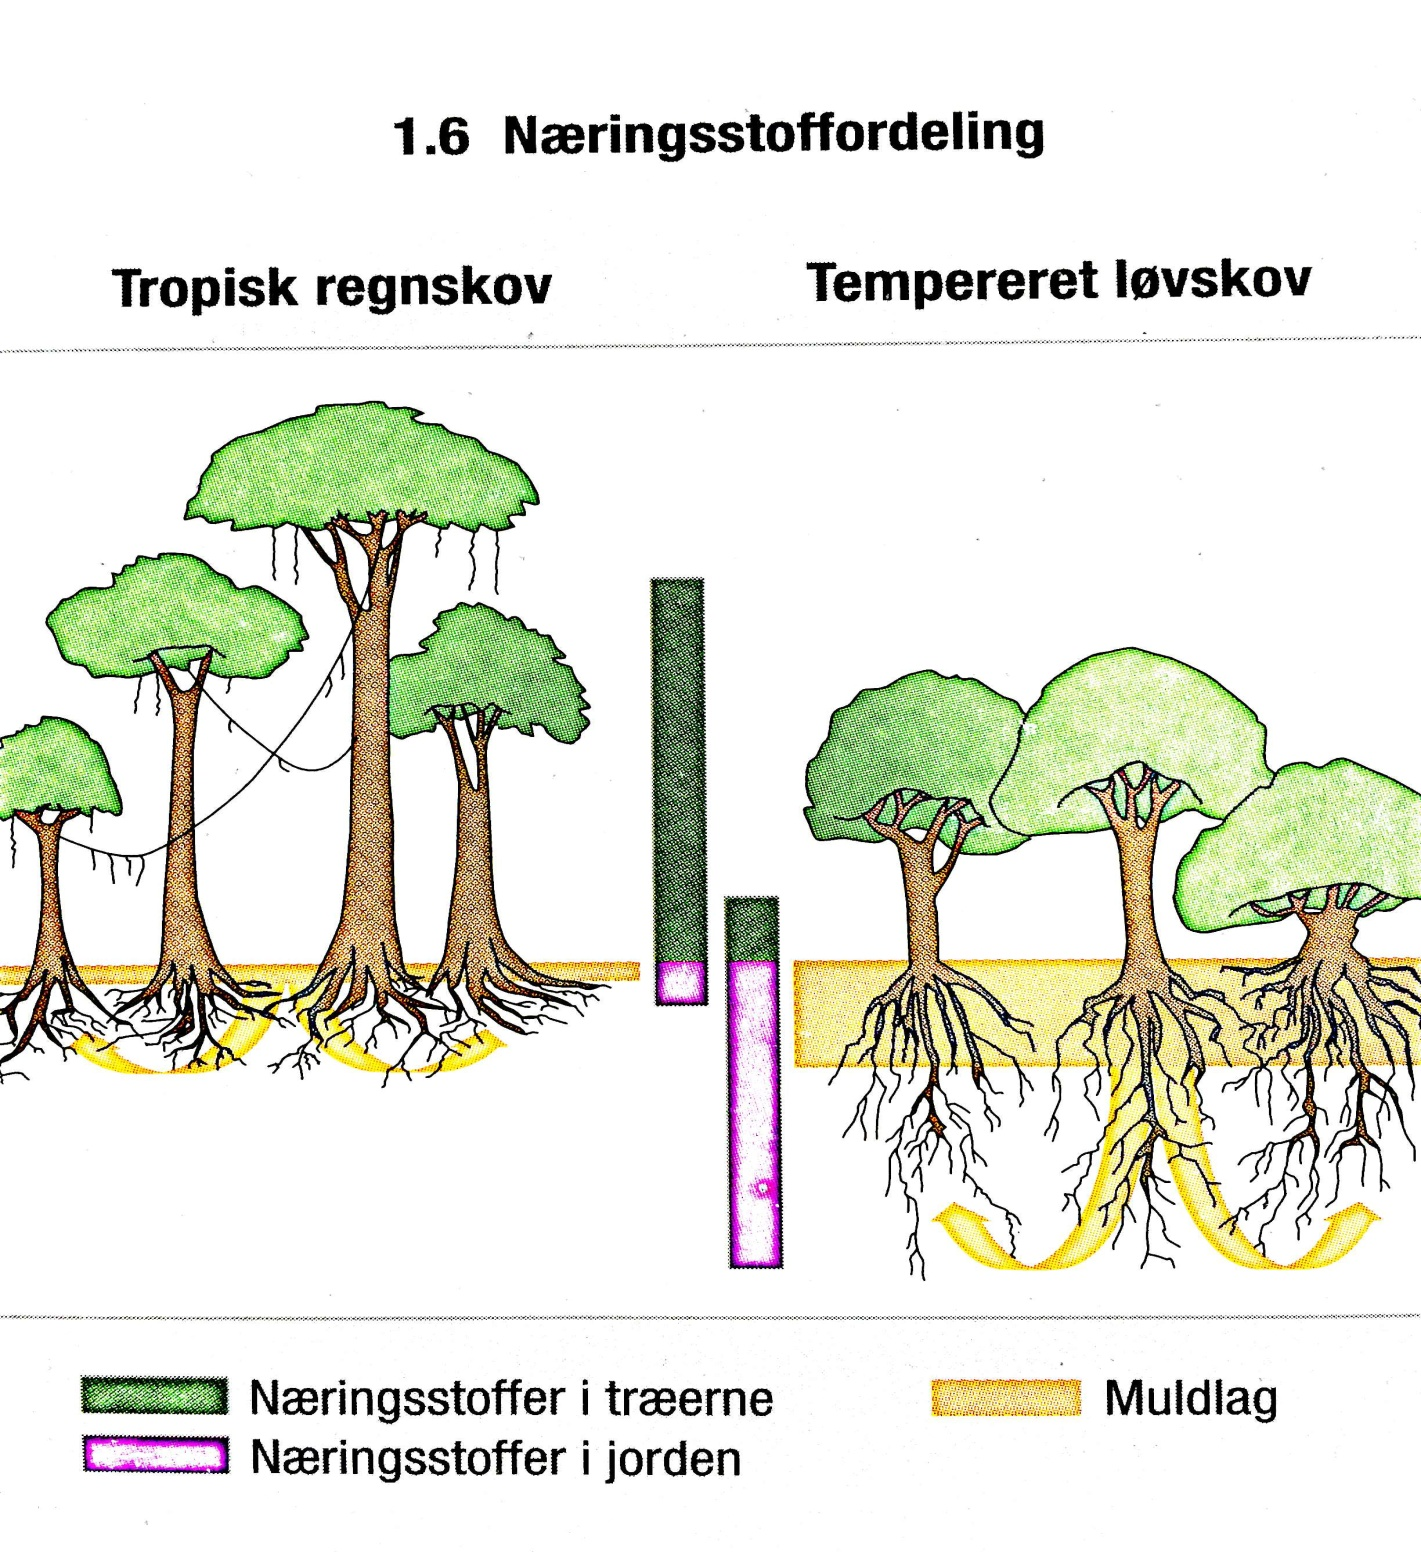 1.6 Næringsstoffordeling
Tropisk regnskov
Tempereret løvskov
Næringsstoffer i træerne
Muldlag
Næringsstoffer i jorden